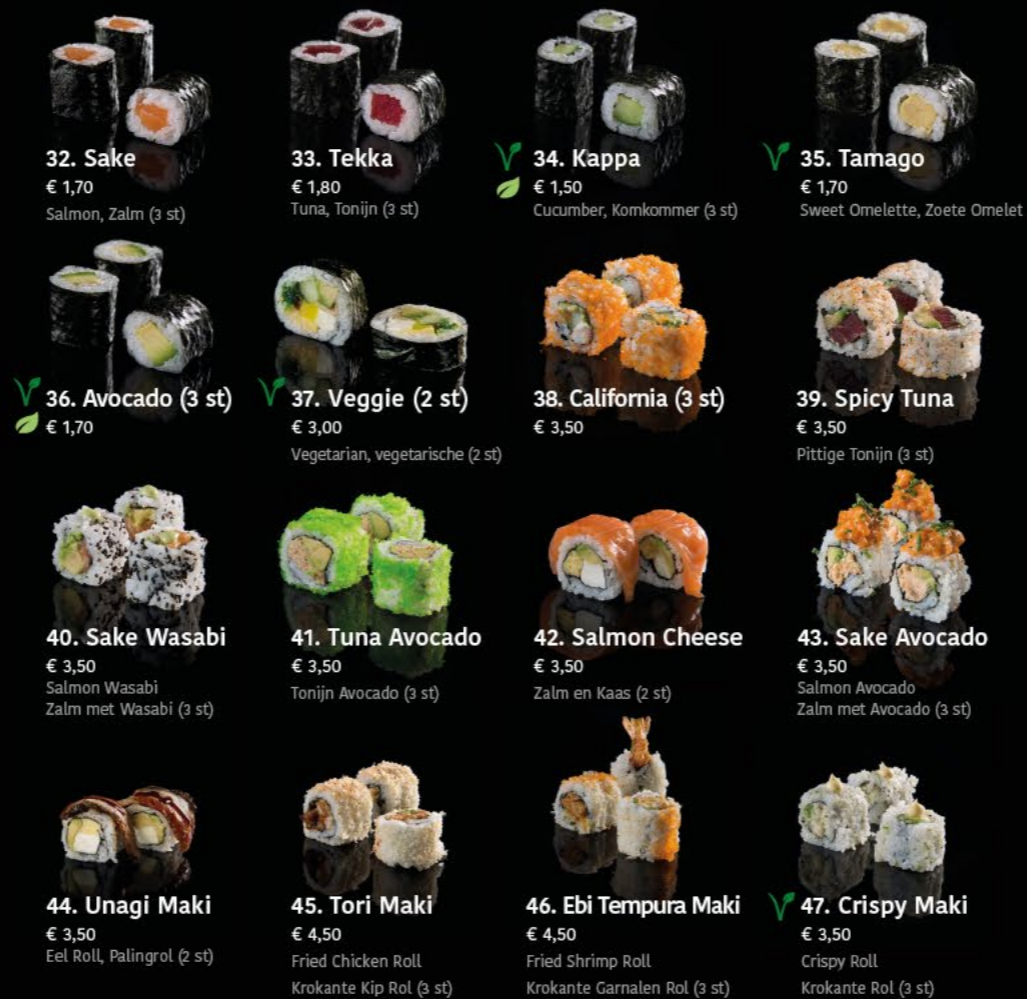 32. Sake
€ 1,70
Salmon, Zalm (3 st)
33. Tekka
€ 1,80
Tuna, Tonijn (3 st)
34. Kappa
€ 1,50
Cucumber, Komkommer (3 st)
35. Tamago
€ 1,70
Sweet Omelette, Zoete Omelet
36. Avocado (3 st)
€ 1,70
37. Veggie (2 st)
€ 3,00
Vegetarian, vegetarische (2 st)
38. California (3 st)
€ 3,50
39. Spicy Tuna
€ 3,50
Pittige Tonijn (3 st)
40. Sake Wasabi
€ 3,50
Salmon Wasabi
Zalm met Wasabi (3 st)
41. Tuna Avocado
€ 3,50
Tonijn Avocado (3 st)
42. Salmon Cheese
€ 3,50
Zalm en Kaas (2 st)
43. Sake Avocado
€ 3,50
Salmon Avocado
Zalm met Avocado (3 st)
44. Unagi Maki
€ 3,50
Eel Roll, Palingrol (2 st)
45. Tori Maki
€ 4,50
Fried Chicken Roll
Krokante Kip Rol (3 st)
46. Ebi Tempura Maki
€ 4,50
Fried Shrimp Roll
Krokante Garnalen Rol (3 st)
47. Crispy Maki
€ 3,50
Crispy Roll
Krokante Rol (3 st)